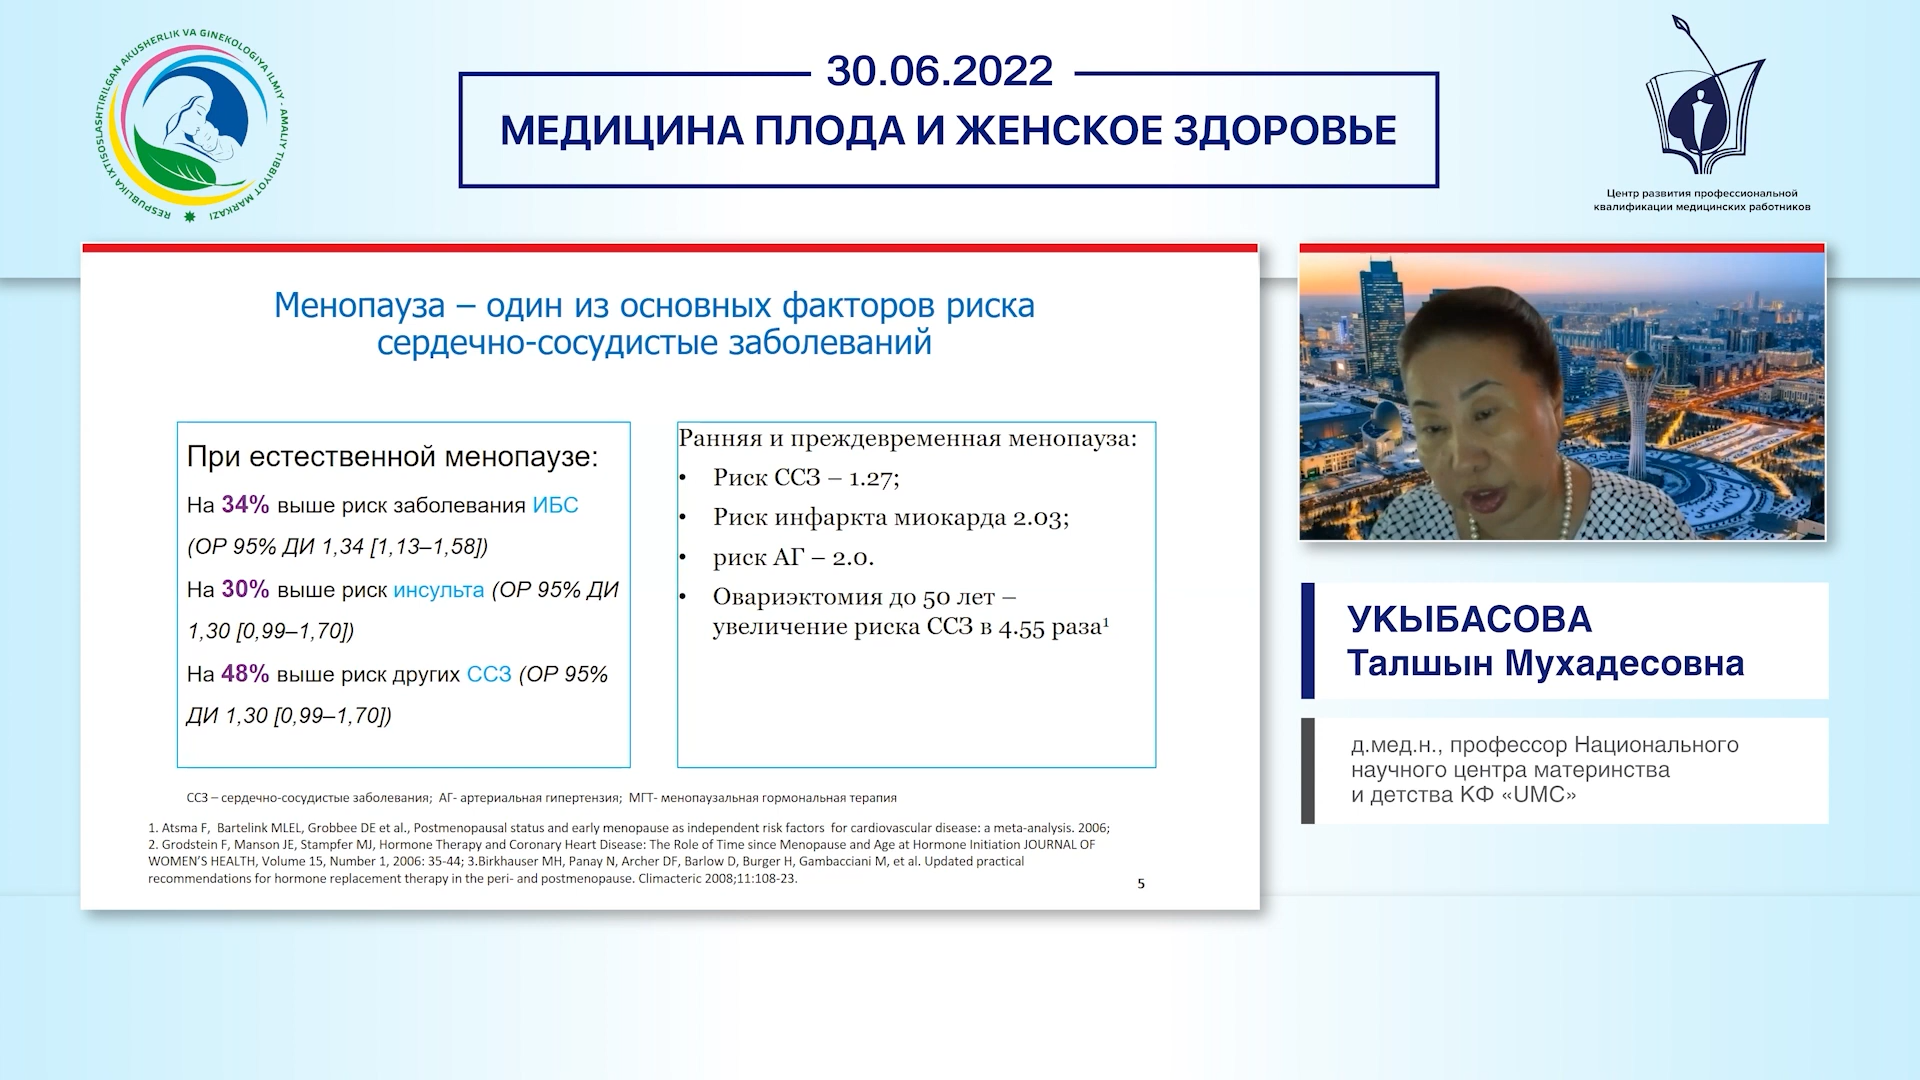 RESPUBLIKA IXTISOSLASHTIRILGAN AKUSHERLIK VA GINEKOLOGIYA ILMIY - AMALIY TIBBIYOT MARKAZI
30.06.2022
МЕДИЦИНА ПЛОДА И ЖЕНСКОЕ ЗДОРОВЬЕ
Центр развития профессиональной
квалификации медицинских работников
Менопауза – один из основных факторов риска
сердечно-сосудистые заболеваний
При естественной менопаузе:
На 34% выше риск заболевания ИБС
(ОР 95% ДИ 1,34 [1,13–1,58])
На 30% выше риск инсульта (ОР 95% ДИ
1,30 [0,99–1,70])
На 48% выше риск других ССЗ (ОР 95%
ДИ 1,30 [0,99–1,70])
Ранняя и преждевременная менопауза:
• Риск ССЗ – 1.27;
• Риск инфаркта миокарда 2.03;
• риск АГ – 2.0.
• Овариэктомия до 50 лет –
увеличение риска ССЗ в 4.55 раза¹
ССЗ – сердечно-сосудистые заболевания; АГ- артериальная гипертензия; МГТ- менопаузальная гормональная терапия
1. Atsma F, Bartelink MLEL, Grobbee DE et al., Postmenopausal status and early menopause as independent risk factors for cardiovascular disease: a meta-analysis. 2006;
2. Grodstein F, Manson JE, Stampfer MJ, Hormone Therapy and Coronary Heart Disease: The Role of Time since Menopause and Age at Hormone Initiation JOURNAL OF
WOMEN'S HEALTH, Volume 15, Number 1, 2006: 35-44; 3.Birkhauser MH, Panay N, Archer DF, Barlow D, Burger H, Gambacciani M, et al. Updated practical
recommendations for hormone replacement therapy in the peri- and postmenopause. Climacteric 2008;11:108-23.
5
УКЫБАСОВА
Талшын Мухадесовна
д.мед.н., профессор Национального
научного центра материнства
и детства КФ «UMC»